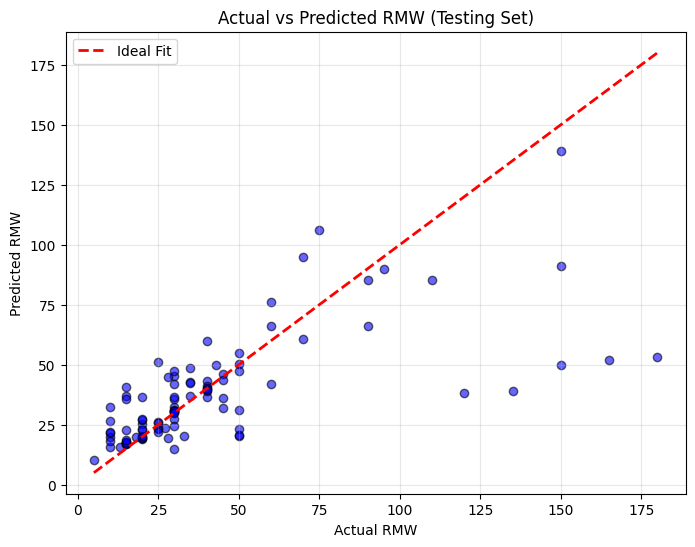 Actual vs Predicted RMW (Testing Set)
Ideal Fit
175
150
125
100
75
50
25
0
Predicted RMW
0 25 50 75 100 125 150 175
Actual RMW